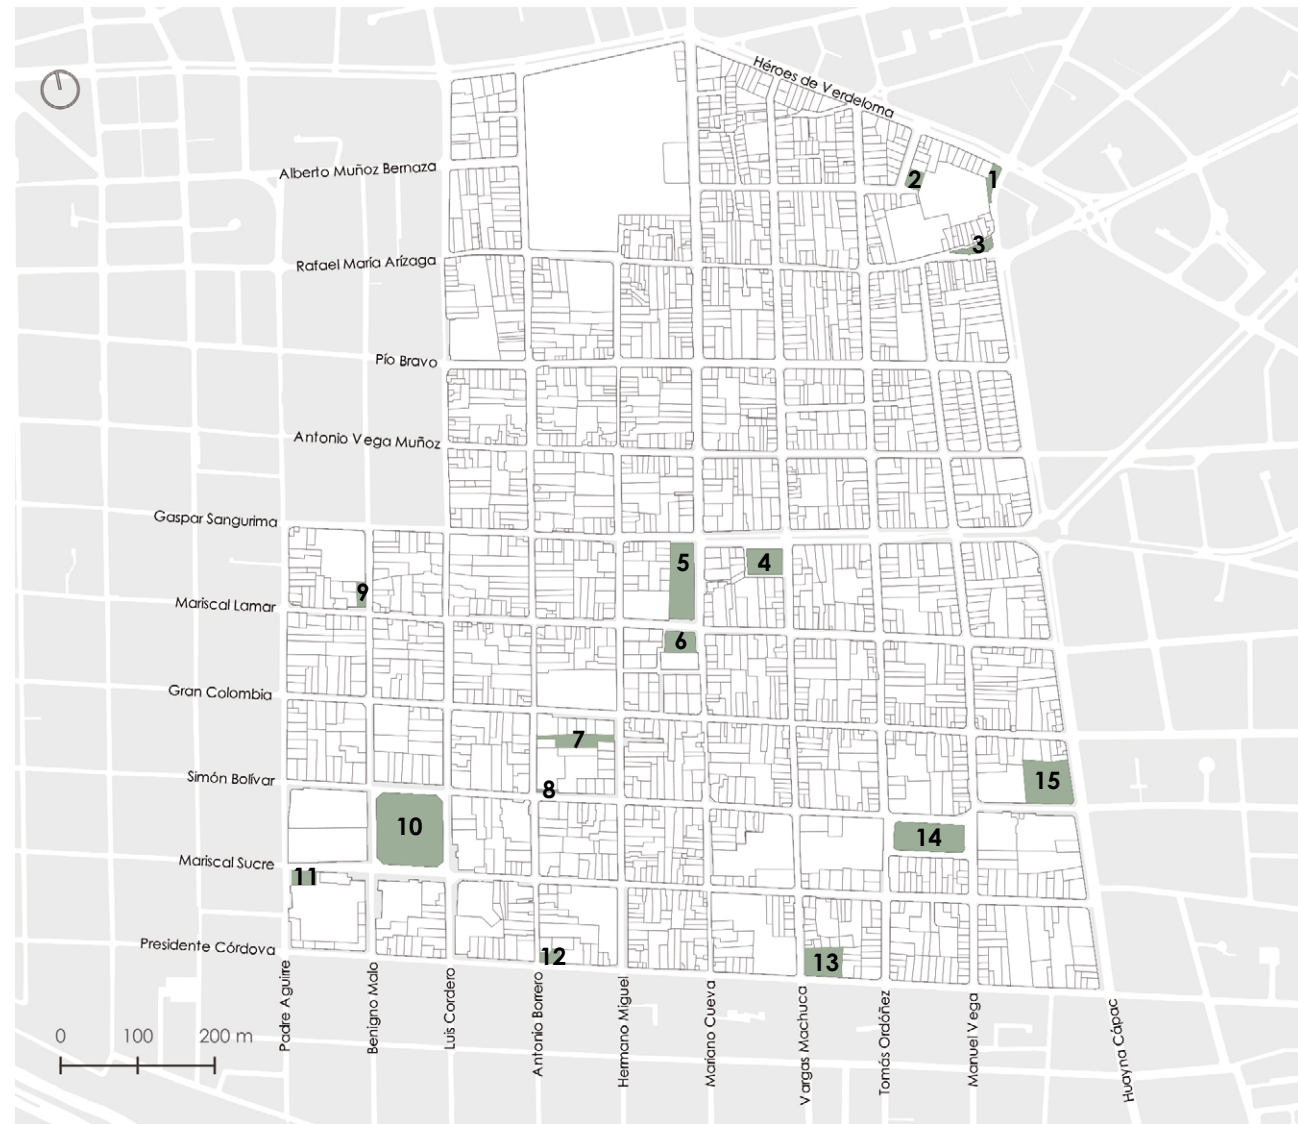 Héroes de Verdeloma
Alberto Muñoz Bernaza
2
1
3
Rafael María Arízaga
Pío Bravo
Antonio Vega Muñoz
Gaspar Sangurima
5
4
9
Mariscal Lamar
6
Gran Colombia
7
Simón Bolívar
8
15
10
14
Mariscal Sucre
11
Presidente Córdova
12
13
Padre Aguirre
Benigno Malo
Luis Cordero
Antonio Borrero
Hermano Miguel
Mariano Cueva
Vargas Machuca
Tomás Ordóñez
Manuel Vega
Huayna Cápac
0 100 200 m